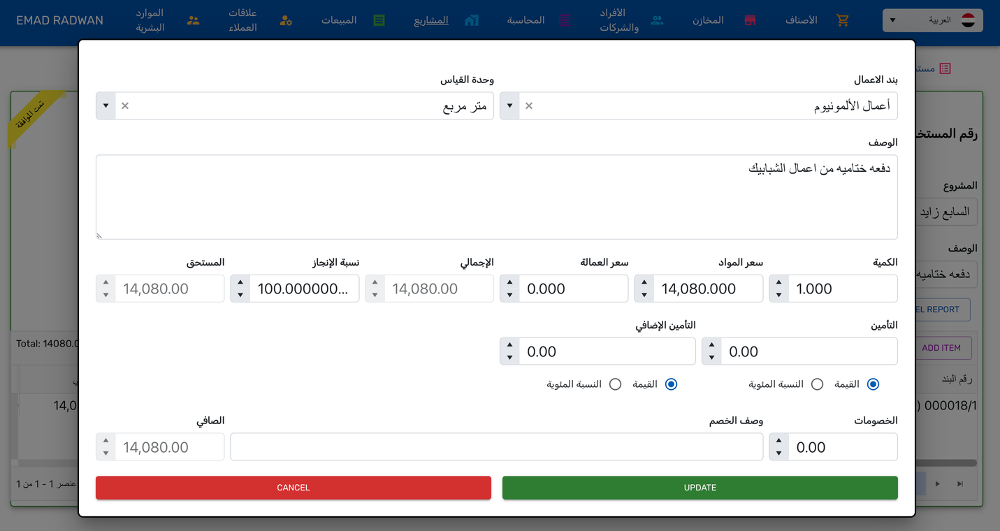 العربية
الأصناف
المخازن
الأفراد
والشركات
المحاسبة
المشاريع
المبيعات
علاقات
العملاء
الموارد
البشرية
EMAD RADWAN
تمت الموافقة
رقم المستخ
المشروع
السابع زايد
الوصف
دفعه ختاميه
EL REPORT
Total: 14080.0
ADD ITEM
رقم البند
000018/1 (
14,0
عنصر 1 - 1 من 1
بند الاعمال
وحدة القياس
أعمال الألمونيوم
متر مربع
الوصف
دفعه ختاميه من اعمال الشبابيك
الكمية
سعر المواد
سعر العمالة
الإجمالي
نسبة الإنجاز
المستحق
1.000
14,080.000
0.000
14,080.00
100.000000...
14,080.00
التأمين
التأمين الإضافي
0.00
0.00
القيمة
النسبة المئوية
القيمة
النسبة المئوية
الخصومات
وصف الخصم
الصافي
0.00
14,080.00
UPDATE
CANCEL